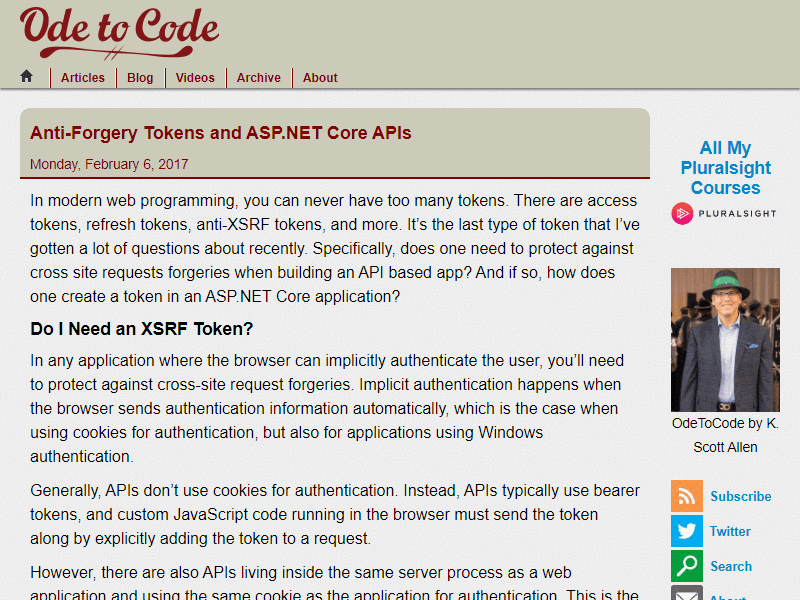 Ode to Code
Articles
Blog
Videos
Archive
About
Anti-Forgery Tokens and ASP.NET Core APIs
Monday, February 6, 2017
In modern web programming, you can never have too many tokens. There are access
tokens, refresh tokens, anti-XSRF tokens, and more. It’s the last type of token that I’ve
gotten a lot of questions about recently. Specifically, does one need to protect against
cross site requests forgeries when building an API based app? And if so, how does
one create a token in an ASP.NET Core application?
Do I Need an XSRF Token?
In any application where the browser can implicitly authenticate the user, you’ll need
to protect against cross-site request forgeries. Implicit authentication happens when
the browser sends authentication information automatically, which is the case when
using cookies for authentication, but also for applications using Windows
authentication.
Generally, APIs don’t use cookies for authentication. Instead, APIs typically use bearer
tokens, and custom JavaScript code running in the browser must send the token
along by explicitly adding the token to a request.
However, there are also APIs living inside the same server process as a web
application and using the same cookie as the application for authentication. This is the
All My
Pluralsight
Courses
PLURALSIGHT
OdeToCode by K.
Scott Allen
Subscribe
Twitter
Search
About